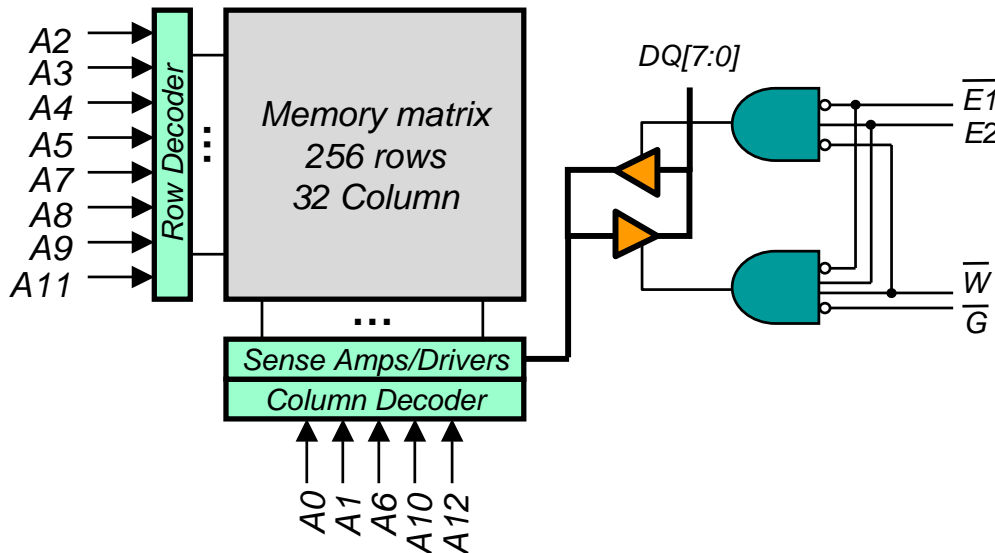 A2
A3
A4
A5
A7
A8
A9
A11
Row Decoder
...
Memory matrix
256 rows
32 Column
...
Sense Amps/Drivers
Column Decoder
A0
A1
A6
A10
A12
DQ[7:0]
E1
E2
W
G